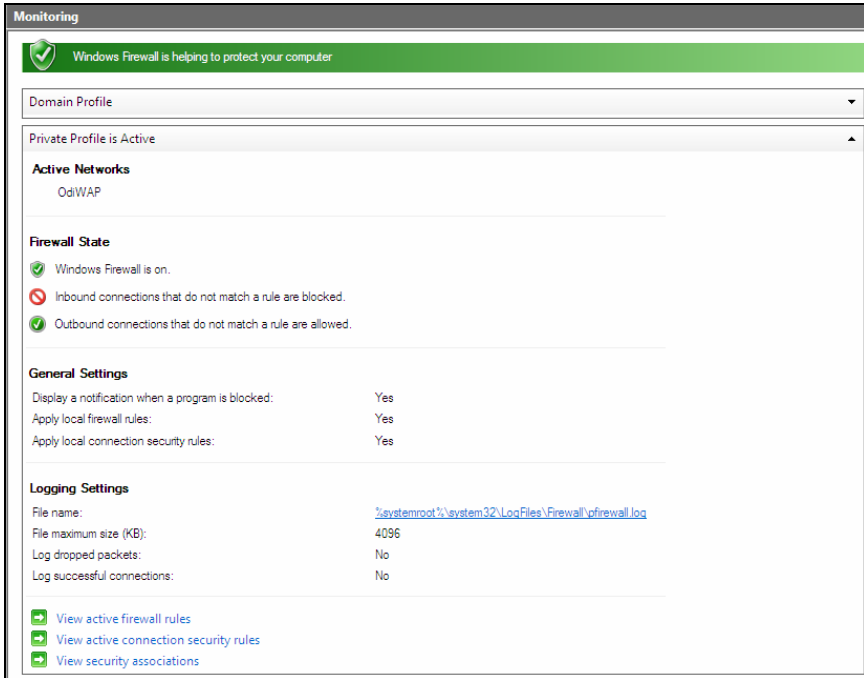 Monitoring
Windows Firewall is helping to protect your computer
Domain Profile
Private Profile is Active
Active Networks
OdiWAP
Firewall State
Windows Firewall is on.
Inbound connections that do not match a rule are blocked.
Outbound connections that do not match a rule are allowed.
General Settings
Display a notification when a program is blocked: Yes
Apply local firewall rules: Yes
Apply local connection security rules: Yes
Logging Settings
File name: %systemroot%\system32\LogFiles\Firewall\pfirewall.log
File maximum size (KB): 4096
Log dropped packets: No
Log successful connections: No
View active firewall rules
View active connection security rules
View security associations